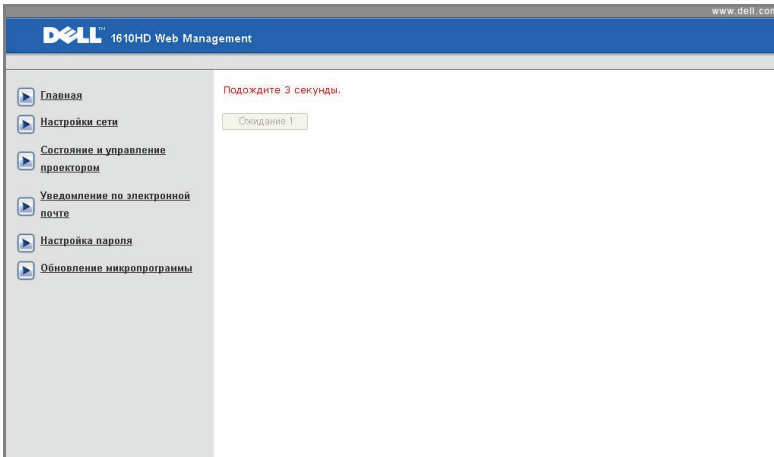 www.dell.com
DELL™ 1610HD Web Management
Главная
Настройки сети
Состояние и управление
проектором
Уведомление по электронной
почте
Настройка пароля
Обновление микропрограммы
Подождите 3 секунды.
Ожидание 1